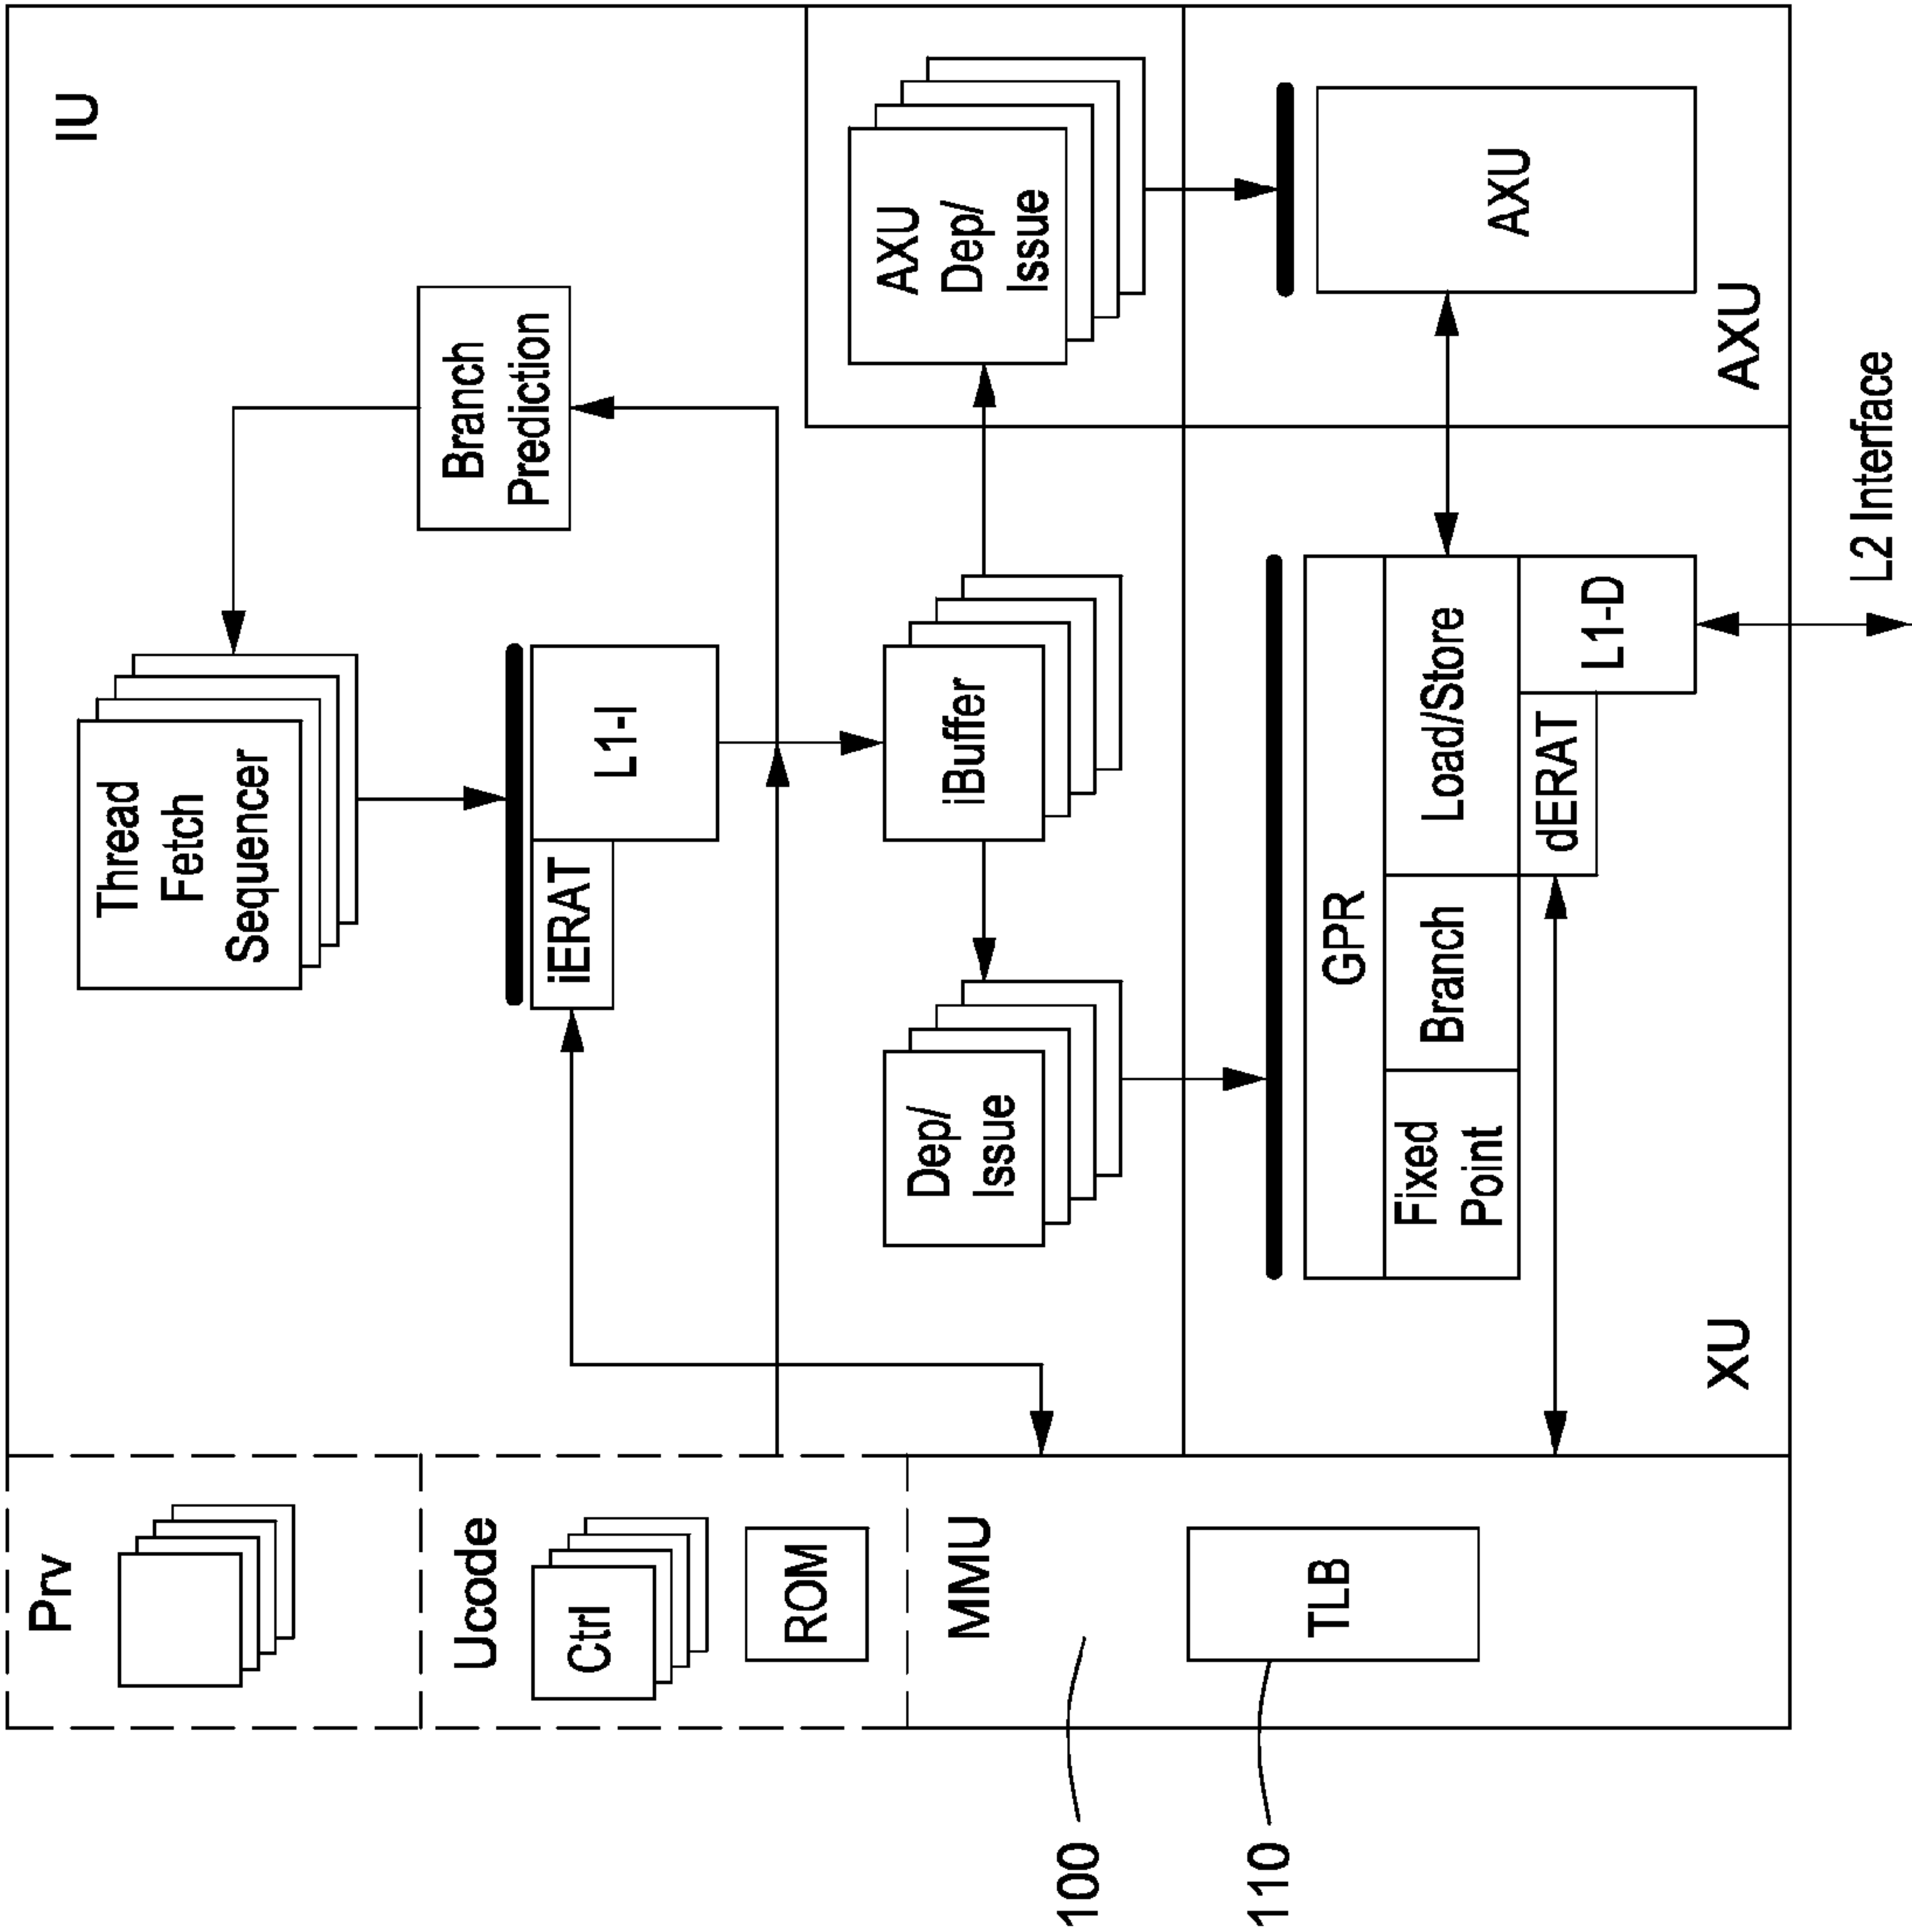 Prv
Ucode
Ctrl
ROM
MMU
TLB
100
110
IU
Thread
Fetch
Sequencer
Branch
Prediction
iERAT
L1-I
iBuffer
Dep/
Issue
AXU
Dep/
Issue
AXU
AXU
GPR
Fixed
Point
Branch
Load/Store
dERAT
L1-D
XU
L2 Interface